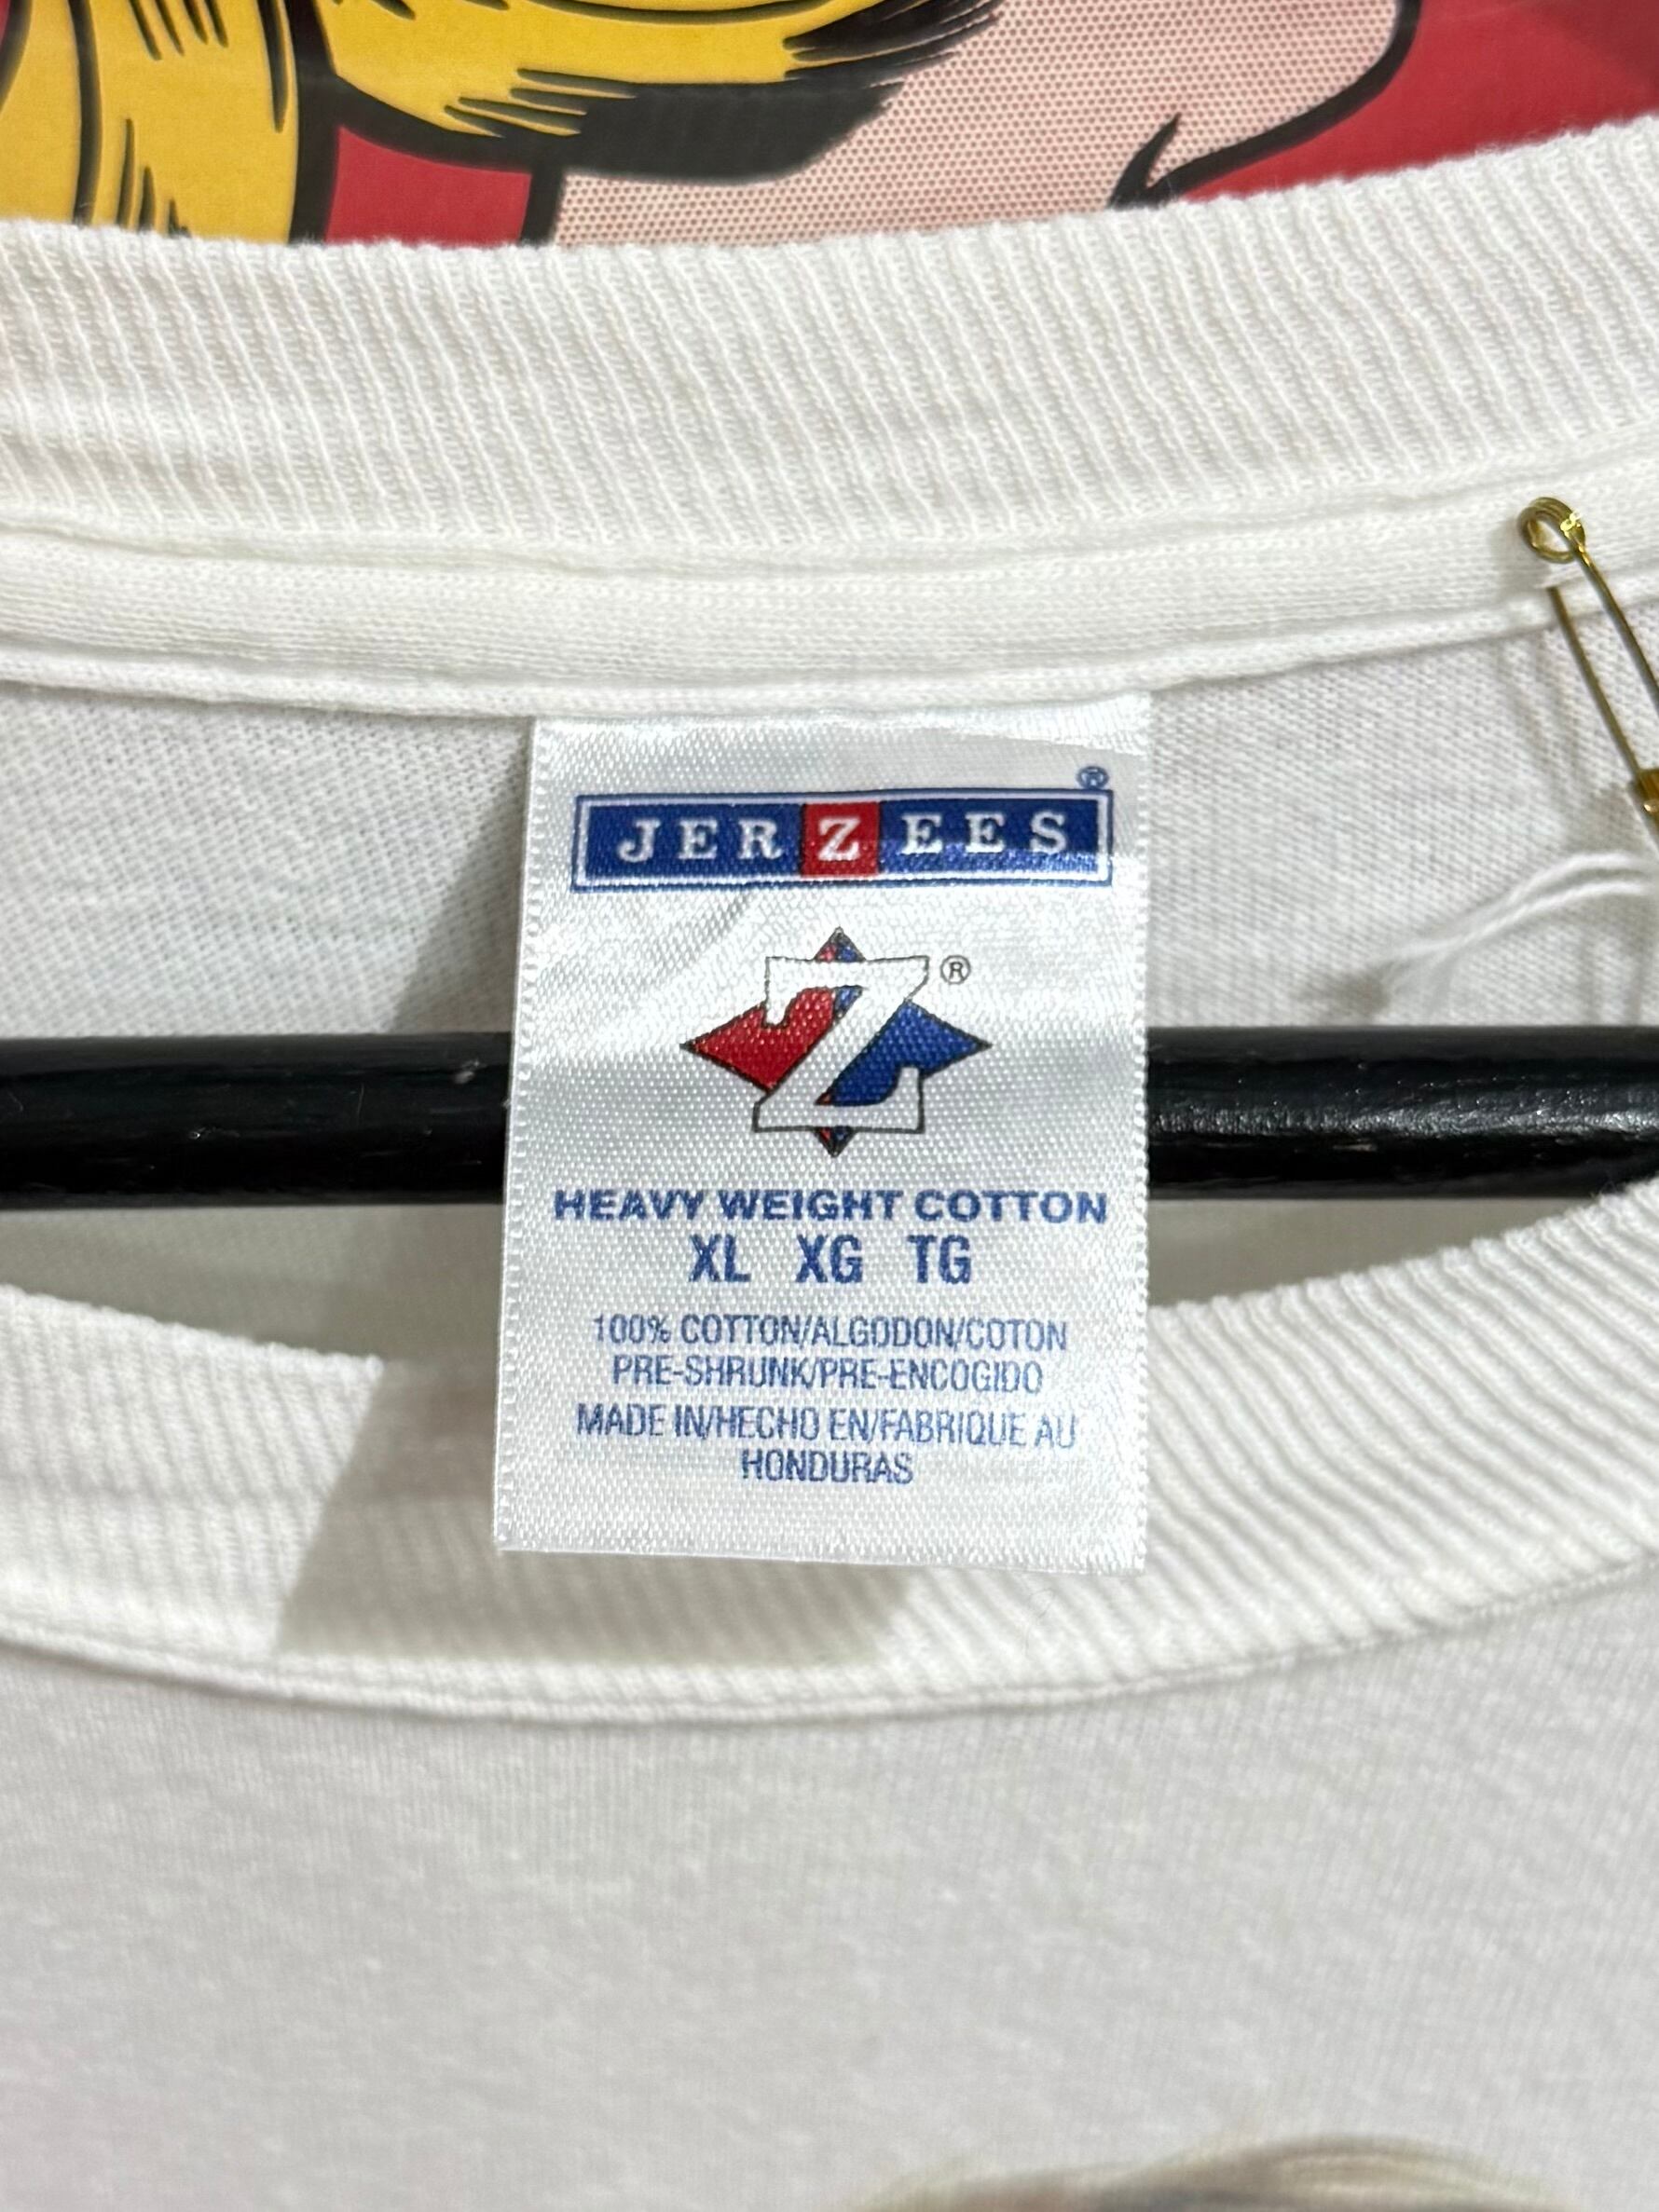 JERZEES®
Z®
HEAVY WEIGHT COTTON
XL XG TG
100% COTTON/ALGODON/COTON
PRE-SHRUNK/PRE-ENCOGIDO
MADE IN/HECHO EN/FABRIQUE AU
HONDURAS